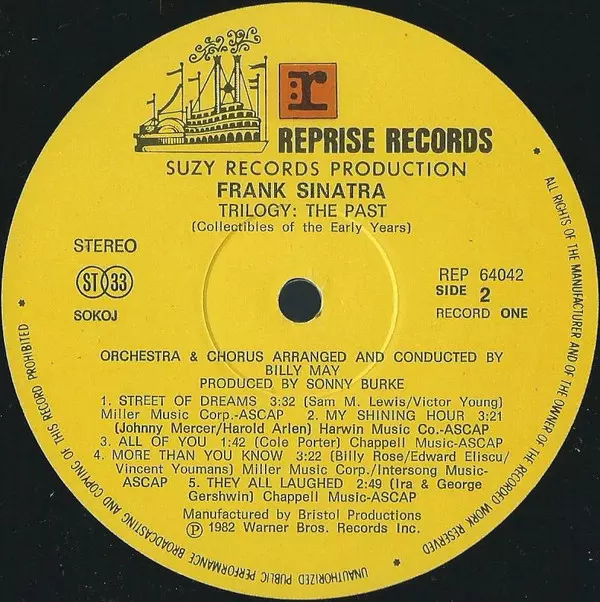 r
REPRISE RECORDS
SUZY RECORDS PRODUCTION
FRANK SINATRA
TRILOGY: THE PAST
(Collectibles of the Early Years)
STEREO
ST 33
SOKOJ
REP 64042
SIDE 2
RECORD ONE
ORCHESTRA & CHORUS ARRANGED AND CONDUCTED BY
BILLY MAY
PRODUCED BY SONNY BURKE
1. STREET OF DREAMS 3:32 (Sam M. Lewis/Victor Young)
Miller Music Corp.-ASCAP 2. MY SHINING HOUR 3:21
(Johnny Mercer/Harold Arlen) Harwin Music Co.-ASCAP
3. ALL OF YOU 1:42 (Cole Porter) Chappell Music-ASCAP
4. MORE THAN YOU KNOW 3:22 (Billy Rose/Edward Eliscu/
Vincent Youmans) Miller Music Corp./Intersong Music-
ASCAP 5. THEY ALL LAUGHED 2:49 (Ira & George
Gershwin) Chappell Music-ASCAP
Manufactured by Bristol Productions
Ⓟ 1982 Warner Bros. Records Inc.
* ALL RIGHTS OF THE MANUFACTURER AND OF THE OWNER OF THE RECORDED WORK RESERVED * UNAUTHORIZED PUBLIC PERFORMANCE BROADCASTING AND COPYING OF THIS RECORD PROHIBITED *